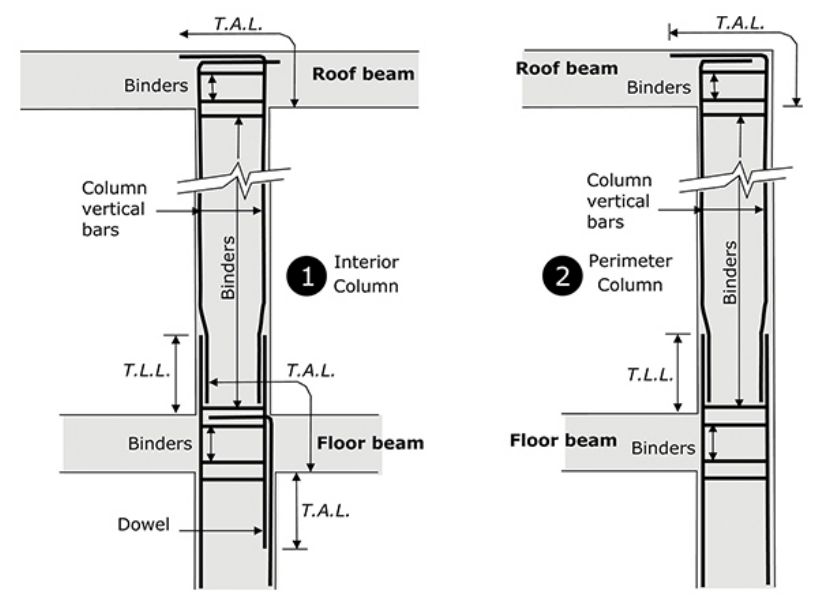 T.A.L.
Roof beam
Binders
Column
vertical
bars
Binders
1
Interior
Column
T.L.L.
T.A.L.
Binders
Floor beam
T.A.L.
Dowel
T.A.L.
Roof beam
Binders
Column
vertical
bars
Binders
2
Perimeter
Column
T.L.L.
Floor beam
Binders